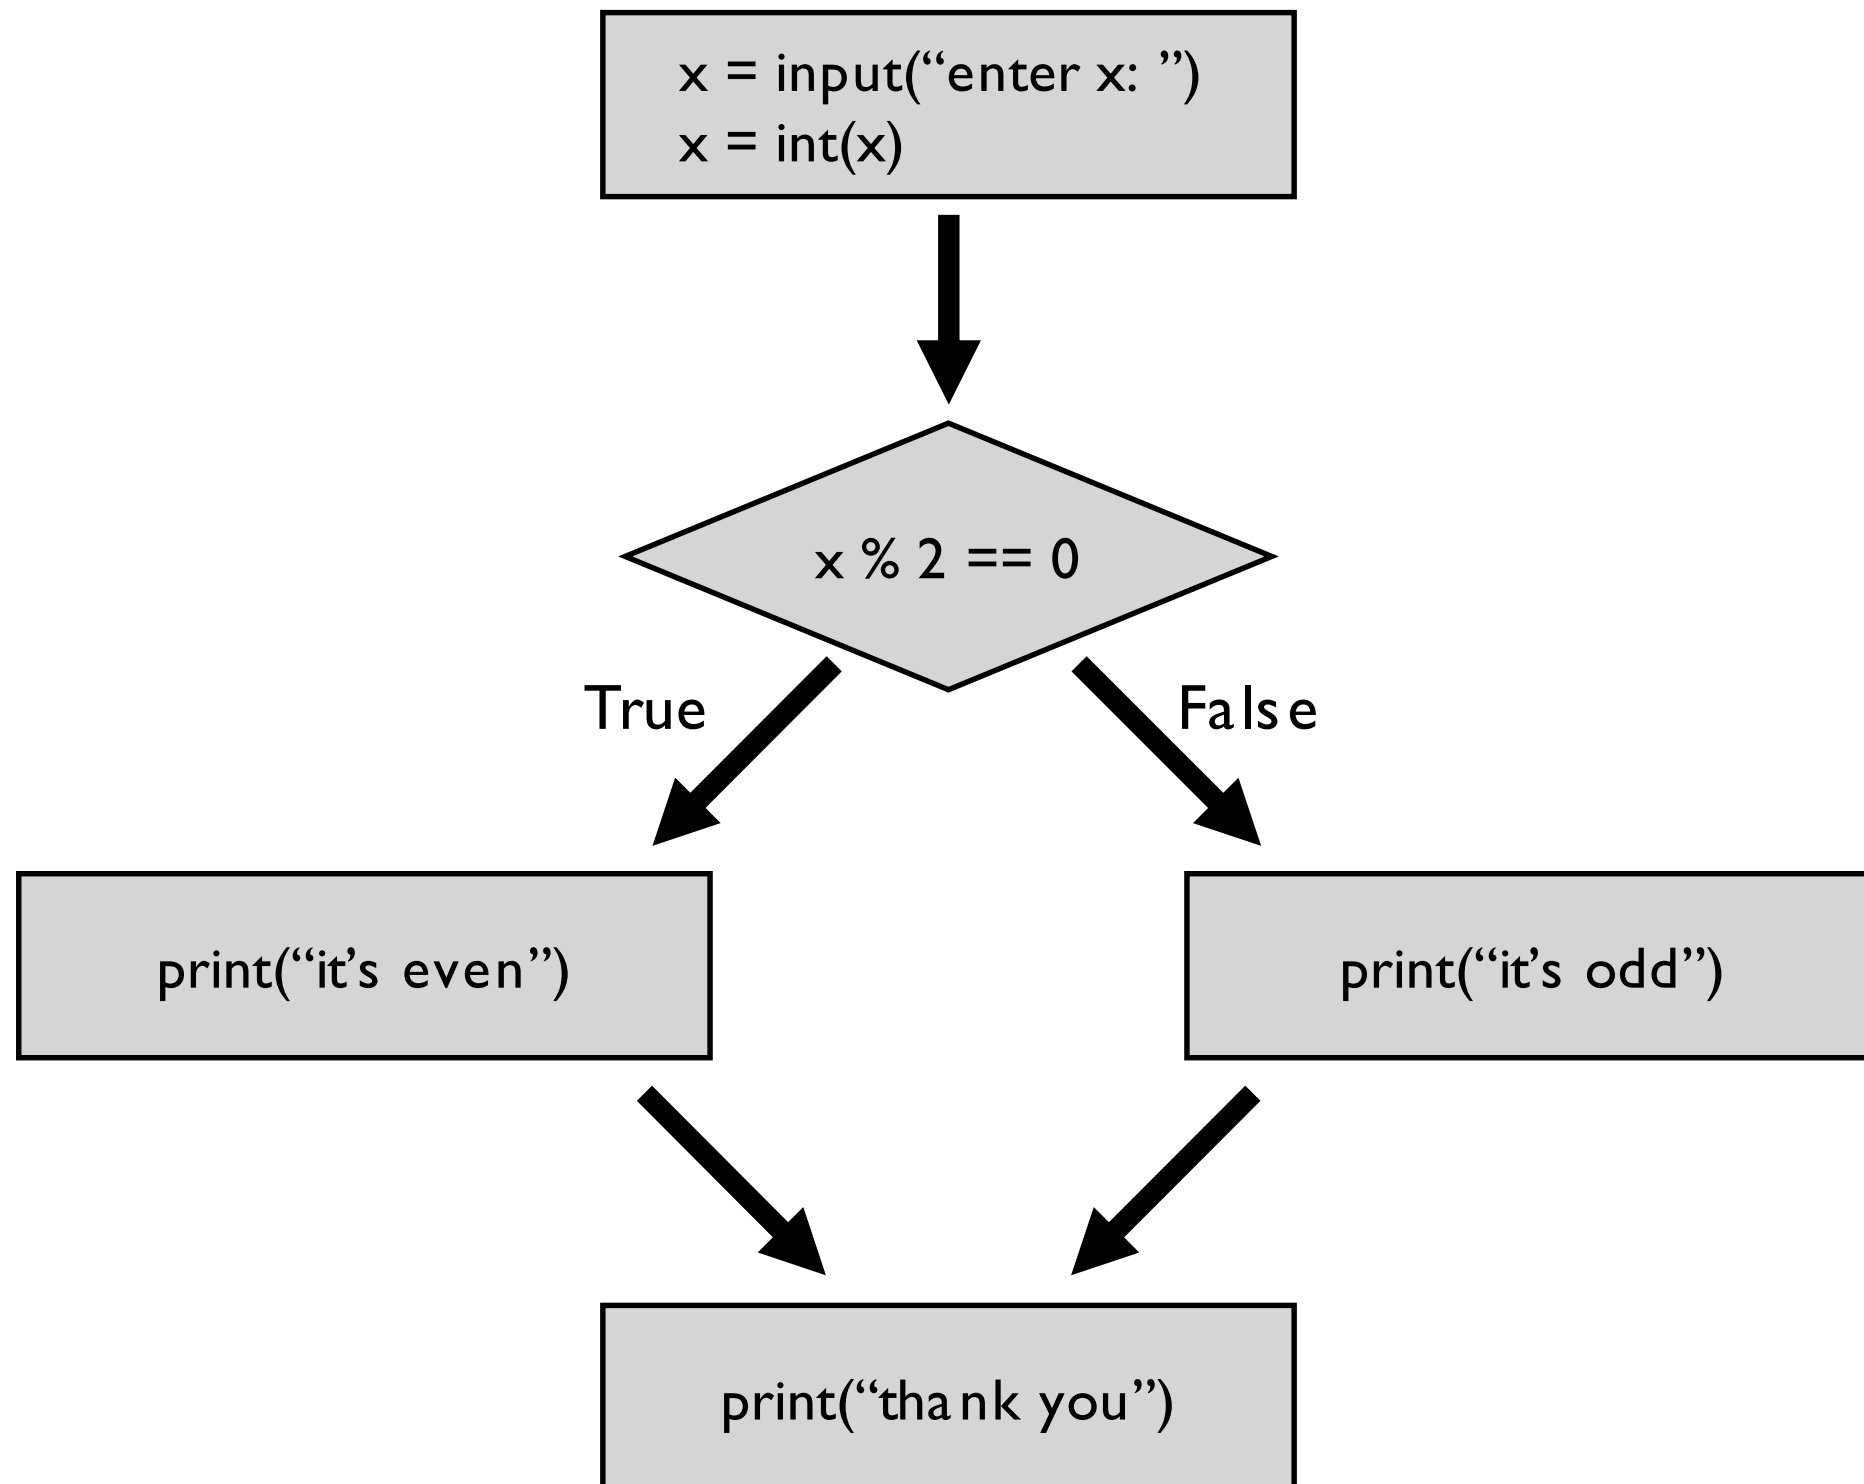 x = input(“enter x: ”)
x = int(x)
x % 2 == 0
True
False
print(“it’s even”)
print(“it’s odd”)
print(“thank you”)